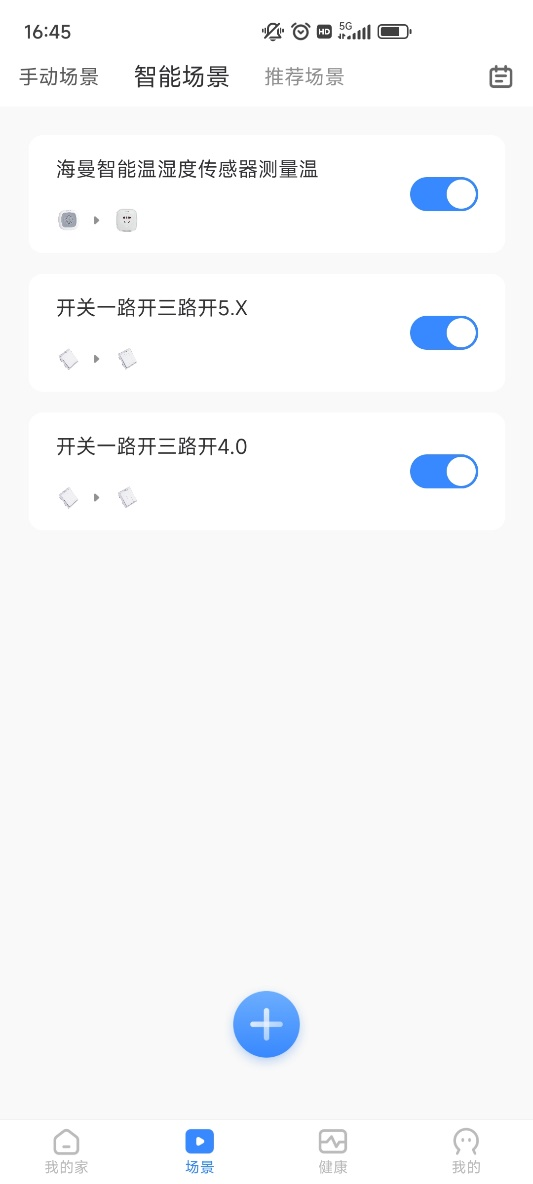 16:45 HD 5G
手动场景 智能场景 推荐场景
海曼智能温湿度传感器测量温
开关一路开三路开5.X
开关一路开三路开4.0
我的家 场景 健康 我的